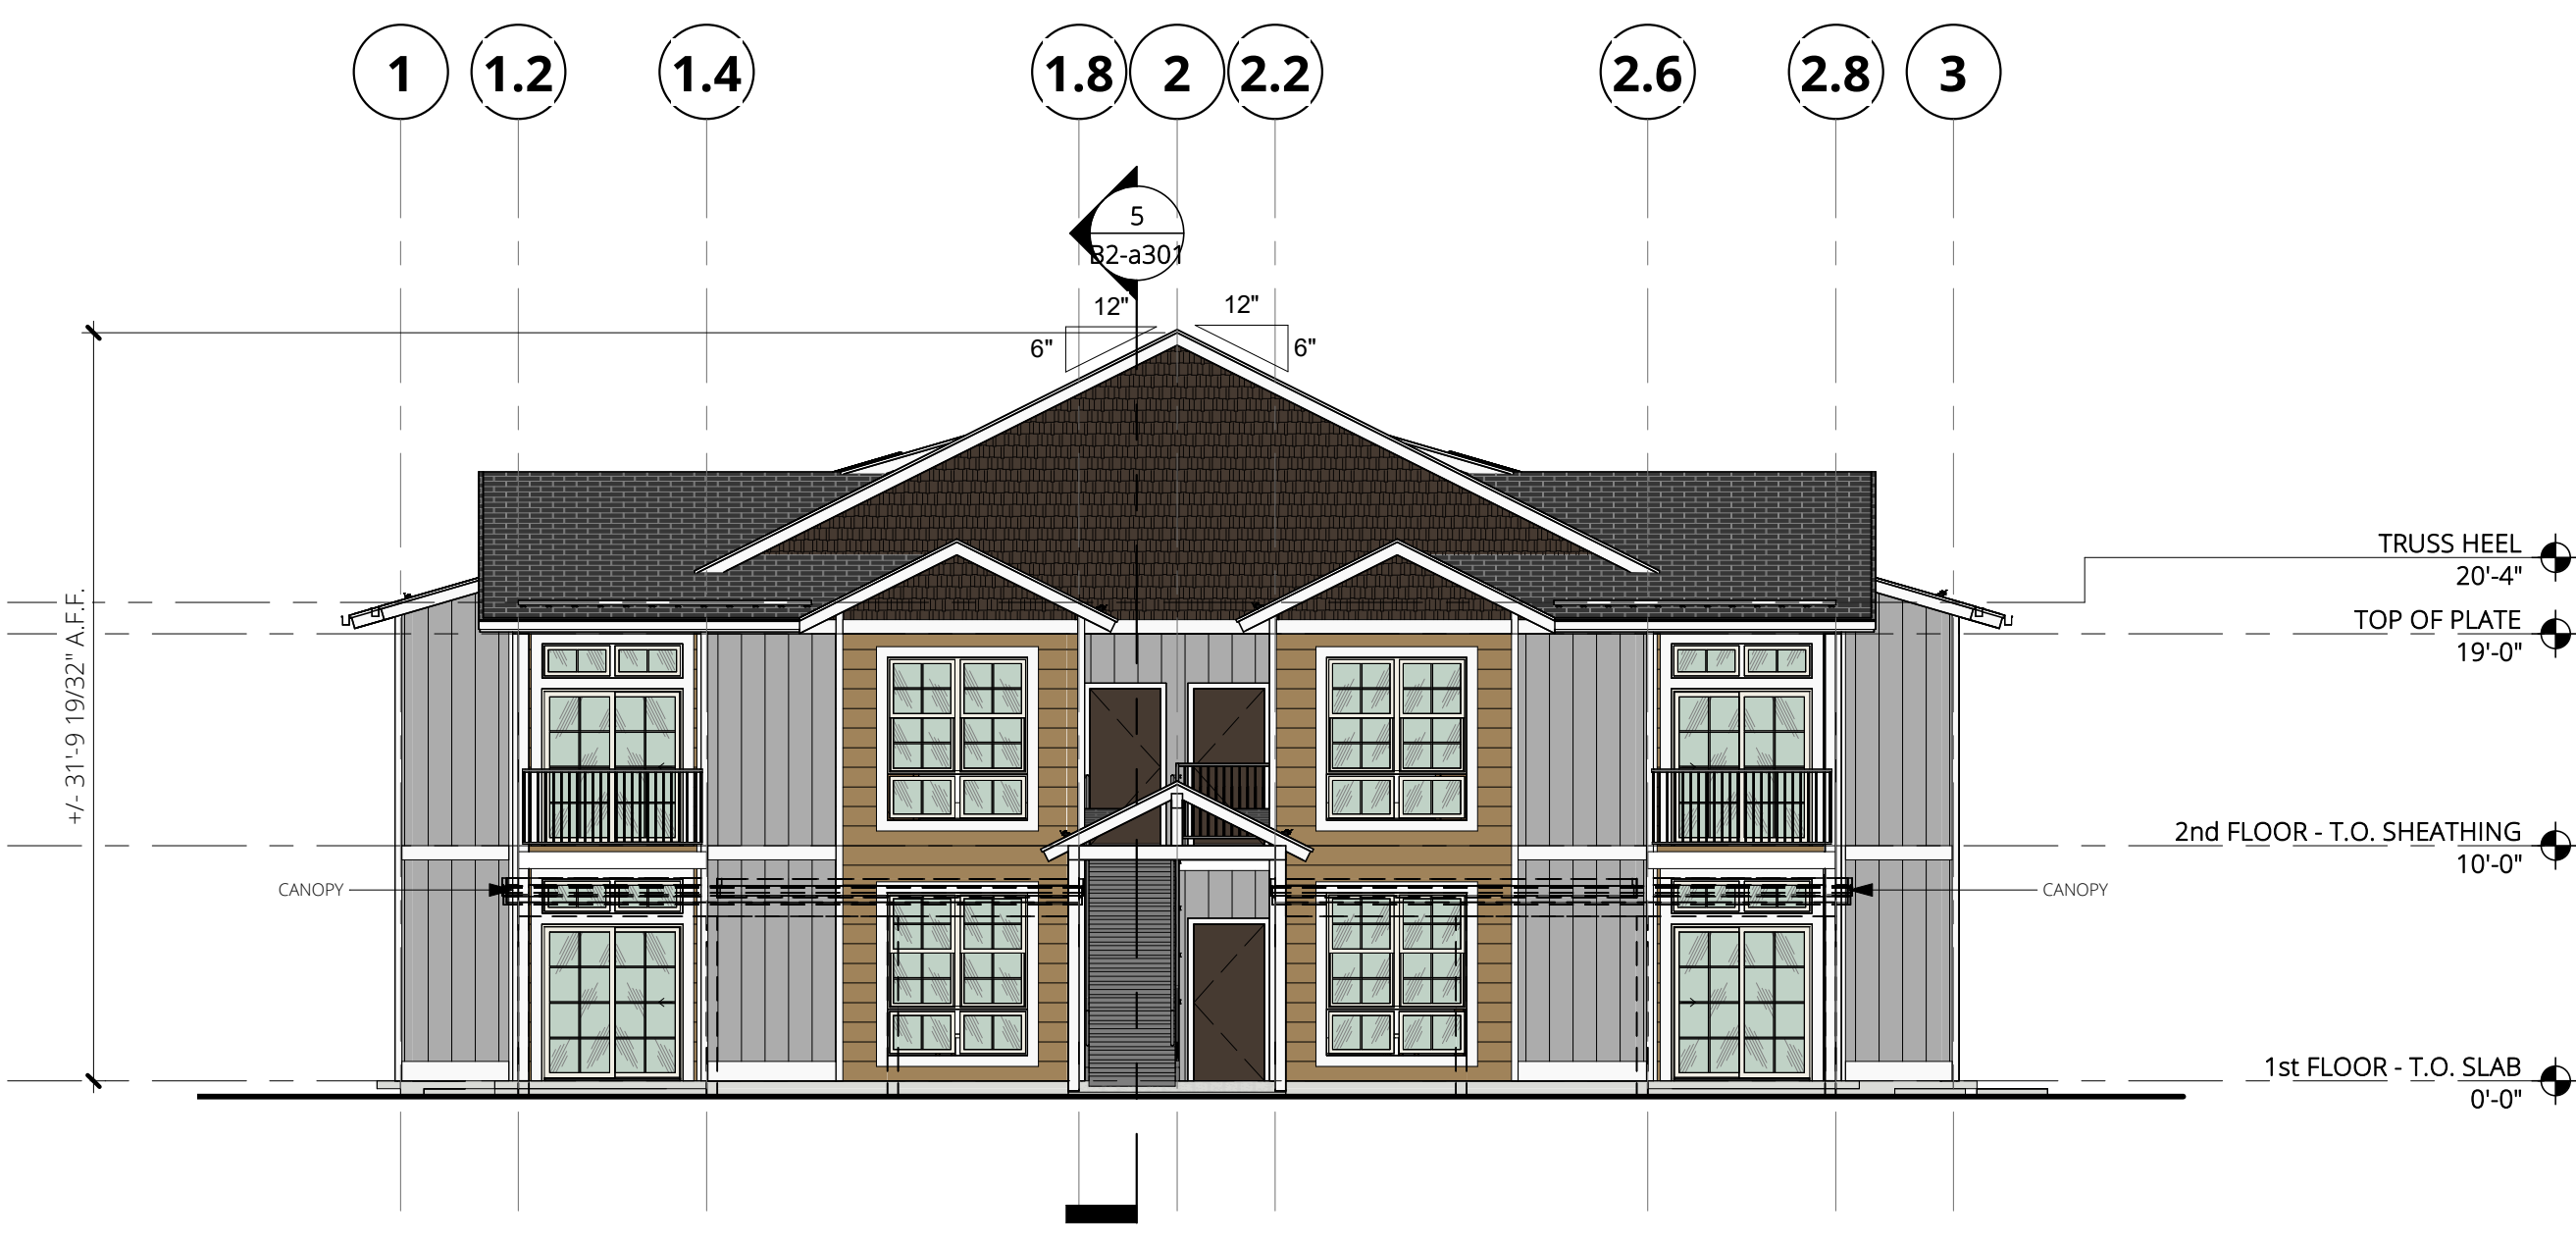 1
1.2
1.4
1.8
2
2.2
2.6
2.8
3
5
B2-a301
12"
12"
6"
6"
+/- 31'-9 19/32" A.F.F.
TRUSS HEEL
20'-4"
TOP OF PLATE
19'-0"
2nd FLOOR - T.O. SHEATHING
10'-0"
CANOPY
CANOPY
1st FLOOR - T.O. SLAB
0'-0"